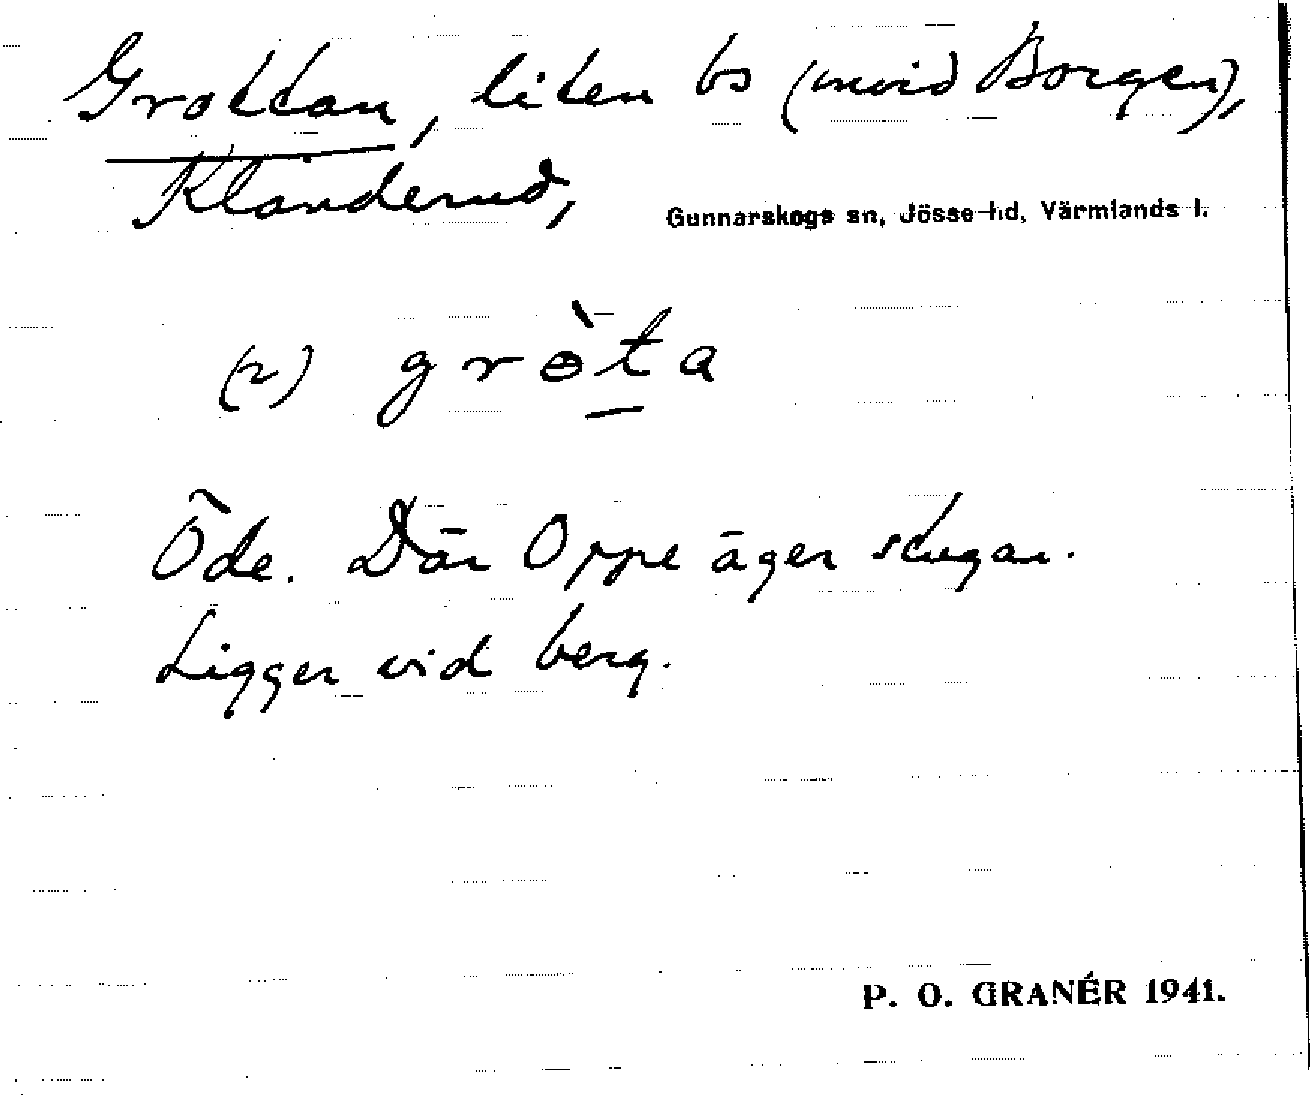 Grottan, liten bs (invid Borgen),
Klanderud,
Gunnarskogs sn, Jösse hd, Värmlands l.
(2) grɵ̀t̲a
Öde. Där Oppe äger stugan.
Ligger vid berg.
P. O. GRANÉR 1941.